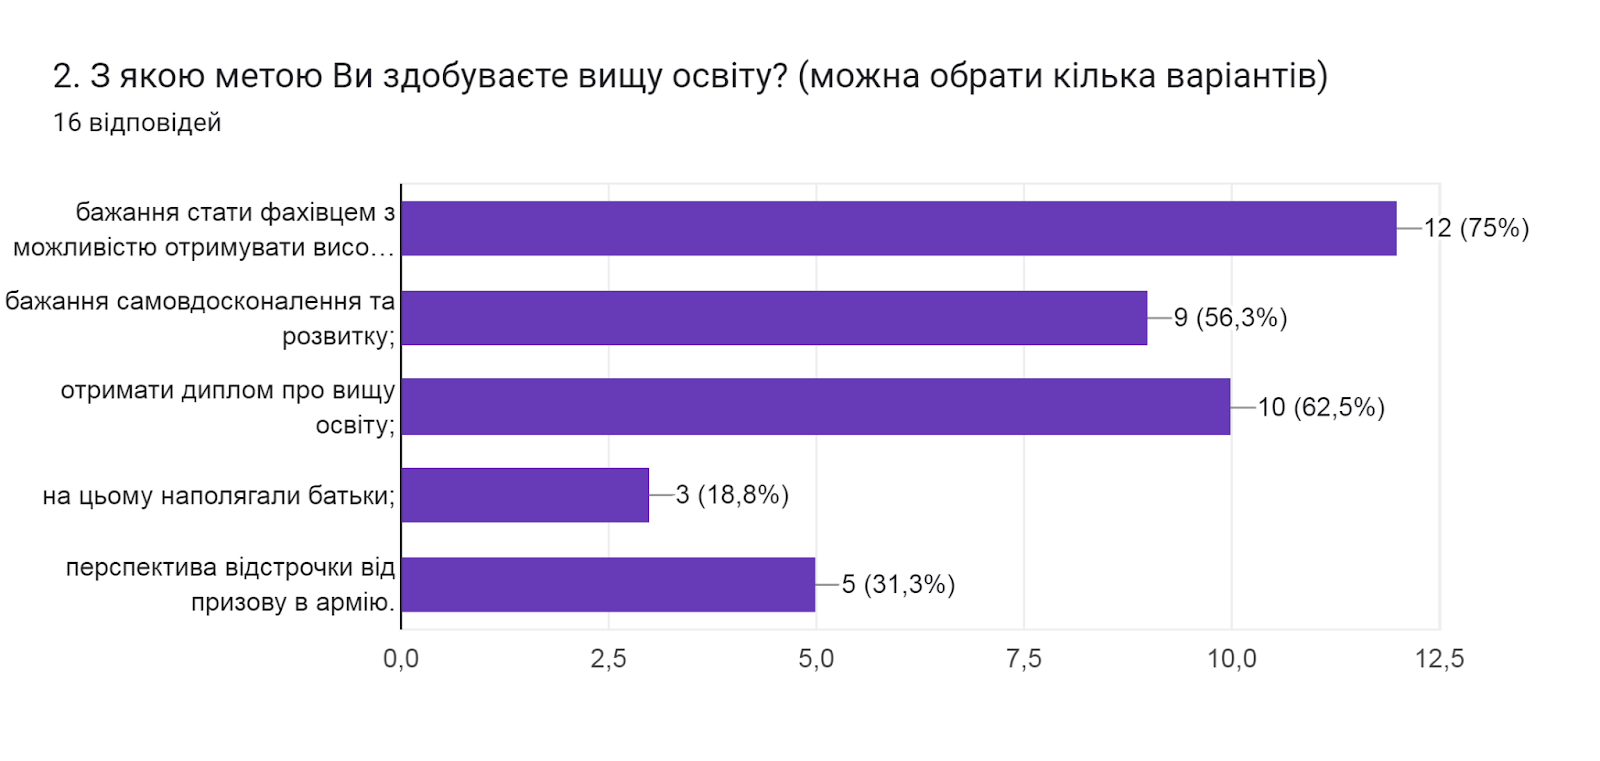 2. З якою метою Ви здобуваєте вищу освіту? (можна обрати кілька варіантів)
16 відповідей
бажання стати фахівцем з
можливістю отримувати висо…
12 (75%)
бажання самовдосконалення та
розвитку;
9 (56,3%)
отримати диплом про вищу
освіту;
10 (62,5%)
на цьому наполягали батьки;
3 (18,8%)
перспектива відстрочки від
призову в армію.
5 (31,3%)
0,0 2,5 5,0 7,5 10,0 12,5